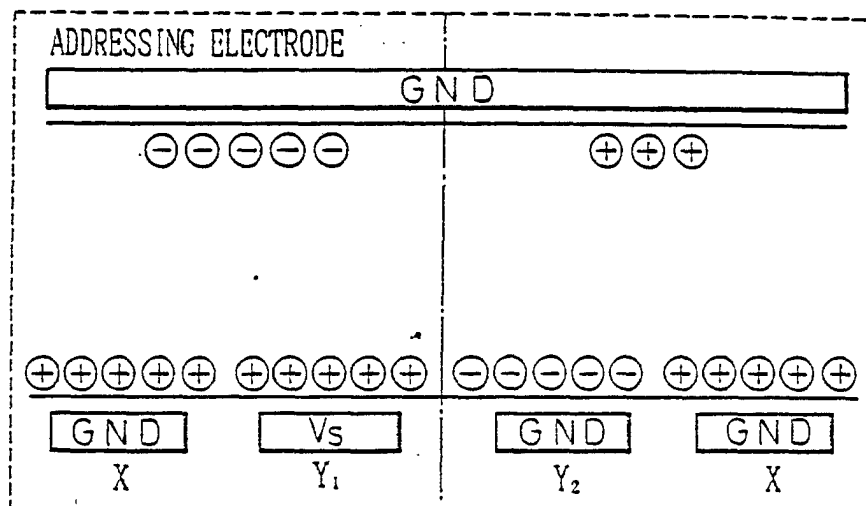 ADDRESSING ELECTRODE
GND
⊖⊖⊖⊖⊖ ⊕⊕⊕
⊕⊕⊕⊕⊕ ⊕⊕⊕⊕⊕ ⊖⊖⊖⊖⊖ ⊕⊕⊕⊕⊕
GND Vs GND GND
X Y₁ Y₂ X